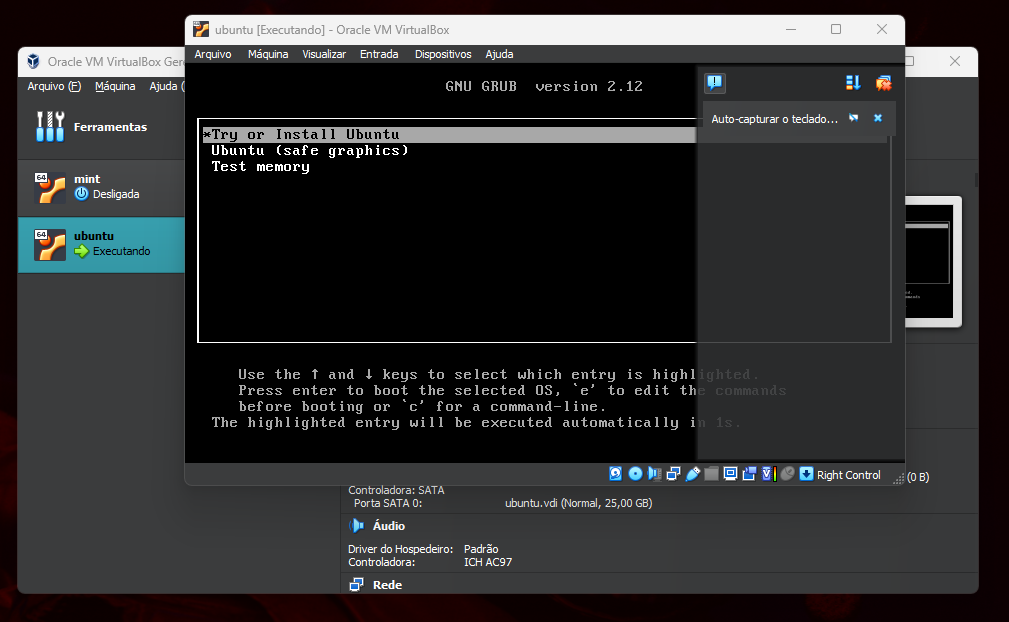 ubuntu [Executando] - Oracle VM VirtualBox
Arquivo Máquina Visualizar Entrada Dispositivos Ajuda
GNU GRUB version 2.12
*Try or Install Ubuntu
Ubuntu (safe graphics)
Test memory
Auto-capturar o teclado...
Use the ↑ and ↓ keys to select which entry is highlighted.
Press enter to boot the selected OS, `e' to edit the commands
before booting or `c' for a command-line.
The highlighted entry will be executed automatically in 1s.
Right Control
Oracle VM VirtualBox Ger
Arquivo (F) Máquina Ajuda (
Ferramentas
64
mint
Desligada
64
ubuntu
Executando
(0 B)
Controladora: SATA
Porta SATA 0: ubuntu.vdi (Normal, 25,00 GB)
Áudio
Driver do Hospedeiro: Padrão
Controladora: ICH AC97
Rede